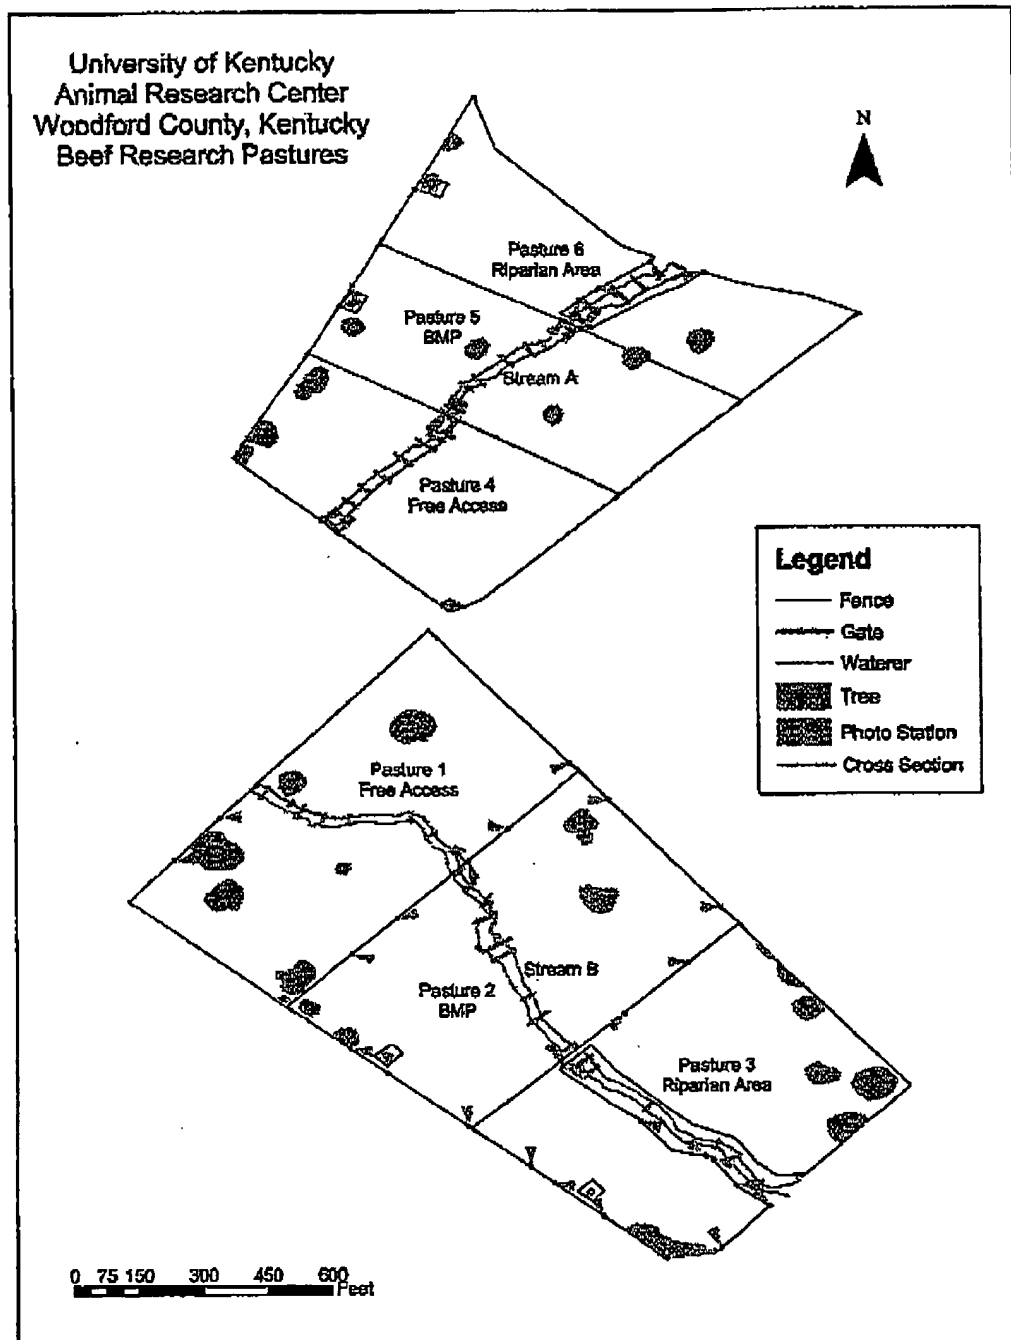 University of Kentucky
Animal Research Center
Woodford County, Kentucky
Beef Research Pastures
N
Pasture 6
Riparian Area
Pasture 5
BMP
Stream A
Pasture 4
Free Access
Legend
Fence
Gate
Waterer
Tree
Photo Station
Cross Section
Pasture 1
Free Access
Stream B
Pasture 2
BMP
Pasture 3
Riparian Area
0 75 150 300 450 600
Feet